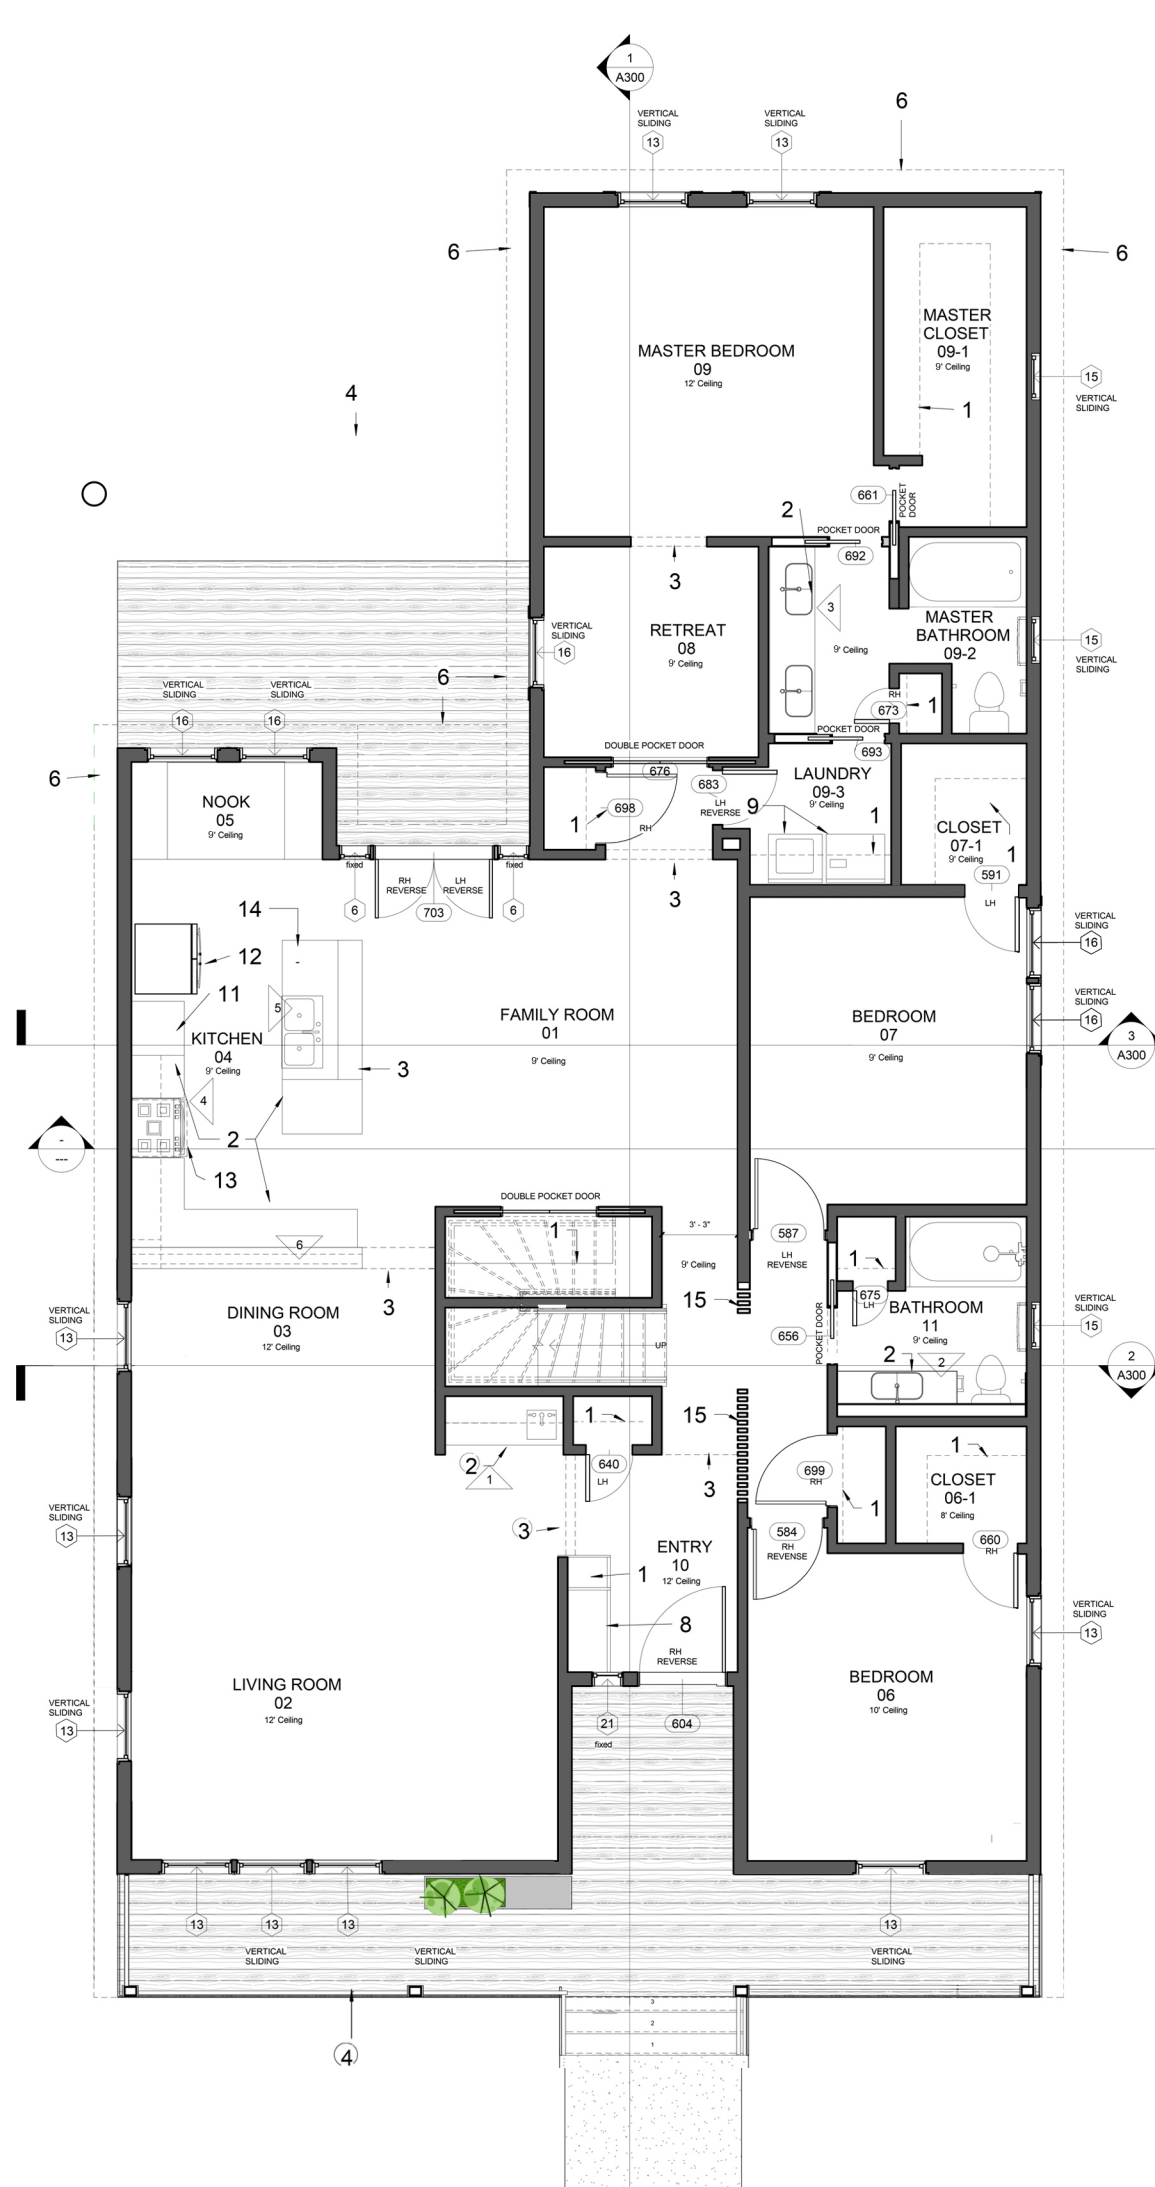 1
A300
VERTICAL
SLIDING
13
VERTICAL
SLIDING
13
6
6
6
MASTER BEDROOM
09
12' Ceiling
MASTER
CLOSET
09-1
9' Ceiling
1
15
VERTICAL
SLIDING
4
661
POCKET
DOOR
2
POCKET DOOR
692
3
3
9' Ceiling
RETREAT
08
9' Ceiling
VERTICAL
SLIDING
16
MASTER
BATHROOM
09-2
15
VERTICAL
SLIDING
6
VERTICAL
SLIDING
16
VERTICAL
SLIDING
16
RH
673
1
POCKET DOOR
693
6
DOUBLE POCKET DOOR
676
683
LH
REVERSE
698
1
RH
LAUNDRY
09-3
9' Ceiling
9
1
NOOK
05
9' Ceiling
CLOSET
07-1
9' Ceiling
1
591
LH
fixed
fixed
RH
REVERSE
LH
REVERSE
6
703
6
3
14
12
11
5
KITCHEN
04
9' Ceiling
4
3
2
13
6
FAMILY ROOM
01
9' Ceiling
BEDROOM
07
9' Ceiling
VERTICAL
SLIDING
16
VERTICAL
SLIDING
16
3
A300
-
---
DOUBLE POCKET DOOR
1
3' - 3"
9' Ceiling
587
LH
REVENSE
1
675
LH
15
656
POCKET DOOR
BATHROOM
11
9' Ceiling
2
2
VERTICAL
SLIDING
15
2
A300
3
DINING ROOM
03
12' Ceiling
VERTICAL
SLIDING
13
UP
1
15
2
1
640
LH
3
699
RH
1
1
CLOSET
06-1
8' Ceiling
660
RH
584
RH
REVENSE
VERTICAL
SLIDING
13
3
ENTRY
10
12' Ceiling
1
8
RH
REVERSE
VERTICAL
SLIDING
13
LIVING ROOM
02
12' Ceiling
BEDROOM
06
10' Ceiling
VERTICAL
SLIDING
13
21
fixed
604
13
13
13
13
VERTICAL
SLIDING
VERTICAL
SLIDING
VERTICAL
SLIDING
4
3
2
1